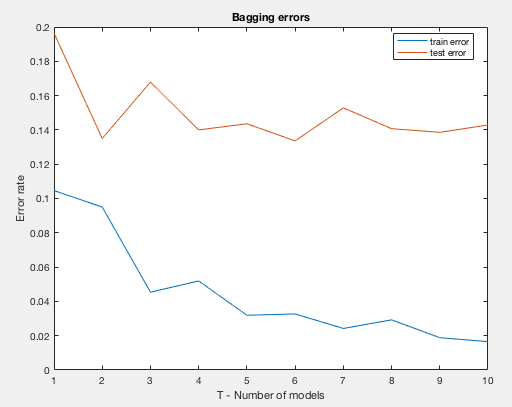 Bagging errors
train error
test error
0.2
0.18
0.16
0.14
0.12
0.1
0.08
0.06
0.04
0.02
0
Error rate
1 2 3 4 5 6 7 8 9 10
T - Number of models